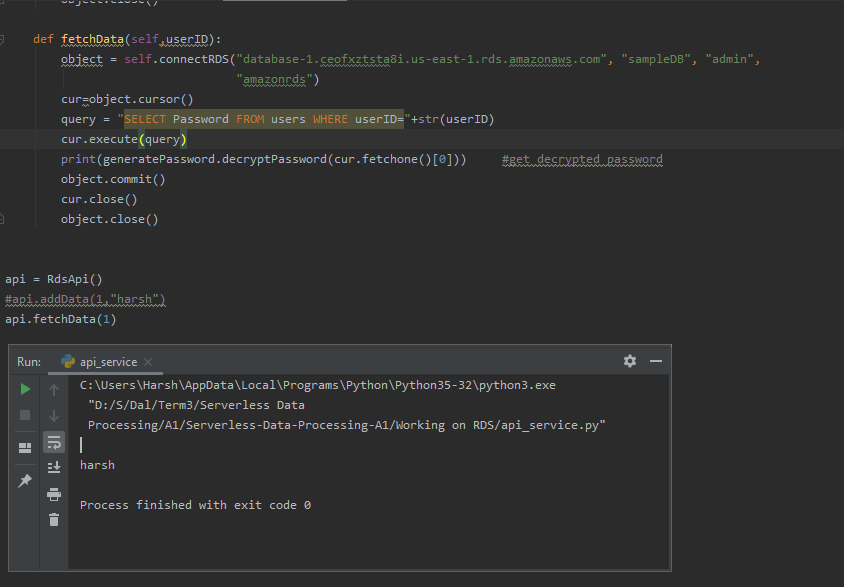 object.close()
def fetchData(self,userID):
object = self.connectRDS("database-1.ceofxztsta8i.us-east-1.rds.amazonaws.com", "sampleDB", "admin",
"amazonrds")
cur=object.cursor()
query = "SELECT Password FROM users WHERE userID="+str(userID)
cur.execute(query)
print(generatePassword.decryptPassword(cur.fetchone()[0])) #get decrypted password
object.commit()
cur.close()
object.close()
api = RdsApi()
#api.addData(1,"harsh")
api.fetchData(1)
Run: api_service
C:\Users\Harsh\AppData\Local\Programs\Python\Python35-32\python3.exe
"D:/S/Dal/Term3/Serverless Data
Processing/A1/Serverless-Data-Processing-A1/Working on RDS/api_service.py"
harsh
Process finished with exit code 0